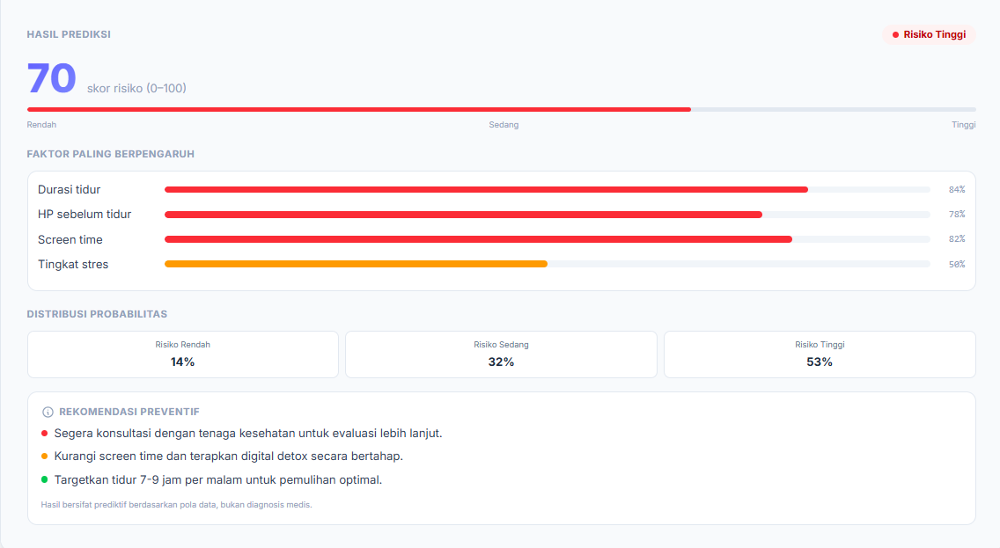 HASIL PREDIKSI
Risiko Tinggi
70 skor risiko (0–100)
Rendah Sedang Tinggi
FAKTOR PALING BERPENGARUH
Durasi tidur 84%
HP sebelum tidur 78%
Screen time 82%
Tingkat stres 50%
DISTRIBUSI PROBABILITAS
Risiko Rendah Risiko Sedang Risiko Tinggi
14% 32% 53%
REKOMENDASI PREVENTIF
Segera konsultasi dengan tenaga kesehatan untuk evaluasi lebih lanjut.
Kurangi screen time dan terapkan digital detox secara bertahap.
Targetkan tidur 7-9 jam per malam untuk pemulihan optimal.
Hasil bersifat prediktif berdasarkan pola data, bukan diagnosis medis.